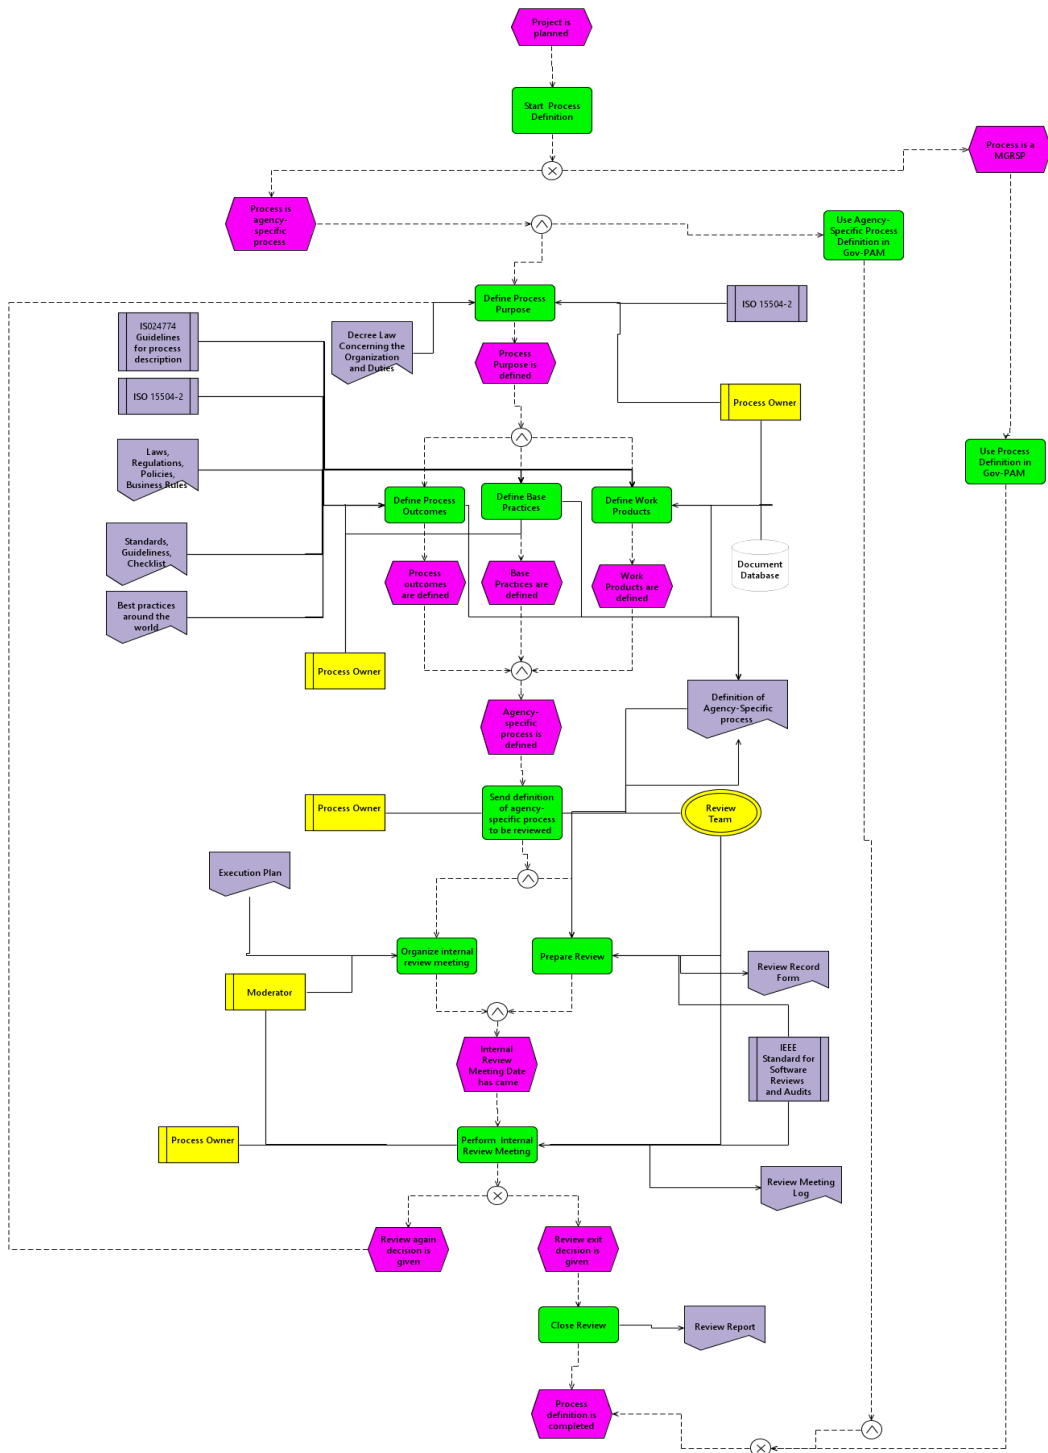 Project is
planned
Start  Process
Definition
Process is a
MGRSP
Process is
agency-
specific
process
Use Agency-
Specific Process
Definition in
Gov-PAM
Define Process
Purpose
ISO 15504-2
IS024774
Guidelines
for process
description
Decree Law
Concerning the
Organization
and Duties
Process
Purpose is
defined
ISO 15504-2
Process Owner
Laws,
Regulations,
Policies,
Business Rules
Use Process
Definition in
Gov-PAM
Define Process
Outcomes
Define Base
Practices
Define Work
Products
Standards,
Guideliness,
Checklist
Document
Database
Process
outcomes
are defined
Base
Practices are
defined
Work
Products are
defined
Best practices
around the
world
Process Owner
Definition of
Agency-Specific
process
Agency-
specific
process is
defined
Process Owner
Send definition
of agency-
specific process
to be reviewed
Review
Team
Execution Plan
Organize internal
review meeting
Prepare Review
Review Record
Form
Moderator
Internal
Review
Meeting Date
has came
IEEE
Standard for
Software
Reviews
and Audits
Process Owner
Perform  Internal
Review Meeting
Review Meeting
Log
Review again
decision is
given
Review exit
decision is
given
Close Review
Review Report
Process
definition is
completed